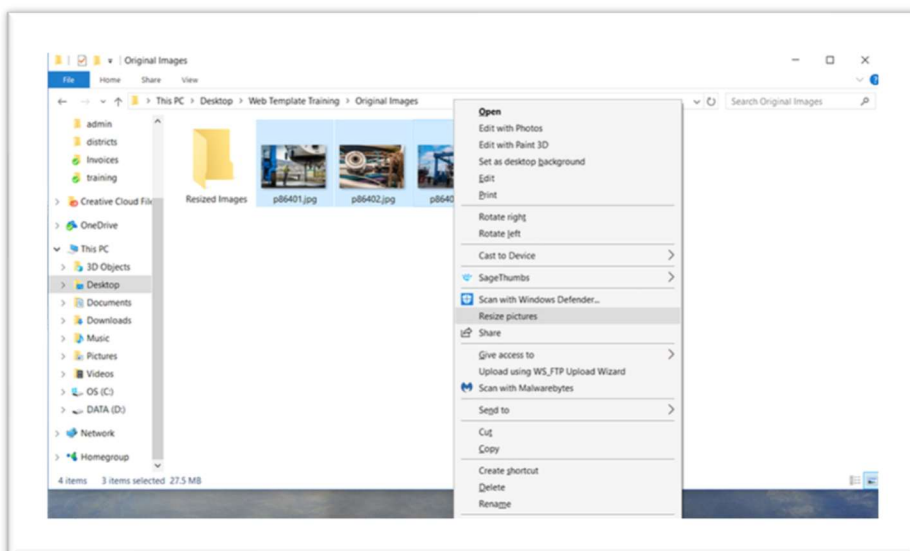 Original Images
File Home Share View
This PC > Desktop > Web Template Training > Original Images
Search Original Images
admin
districts
Invoices
training
Creative Cloud File
OneDrive
This PC
3D Objects
Desktop
Documents
Downloads
Music
Pictures
Videos
OS (C:)
DATA (D:)
Network
Homegroup
Resized Images
p86401.jpg
p86402.jpg
p8640
Open
Edit with Photos
Edit with Paint 3D
Set as desktop background
Edit
Print
Rotate right
Rotate left
Cast to Device
SageThumbs
Scan with Windows Defender...
Resize pictures
Share
Give access to
Upload using WS_FTP Upload Wizard
Scan with Malwarebytes
Send to
Cut
Copy
Create shortcut
Delete
Rename
4 items 3 items selected 27.5 MB